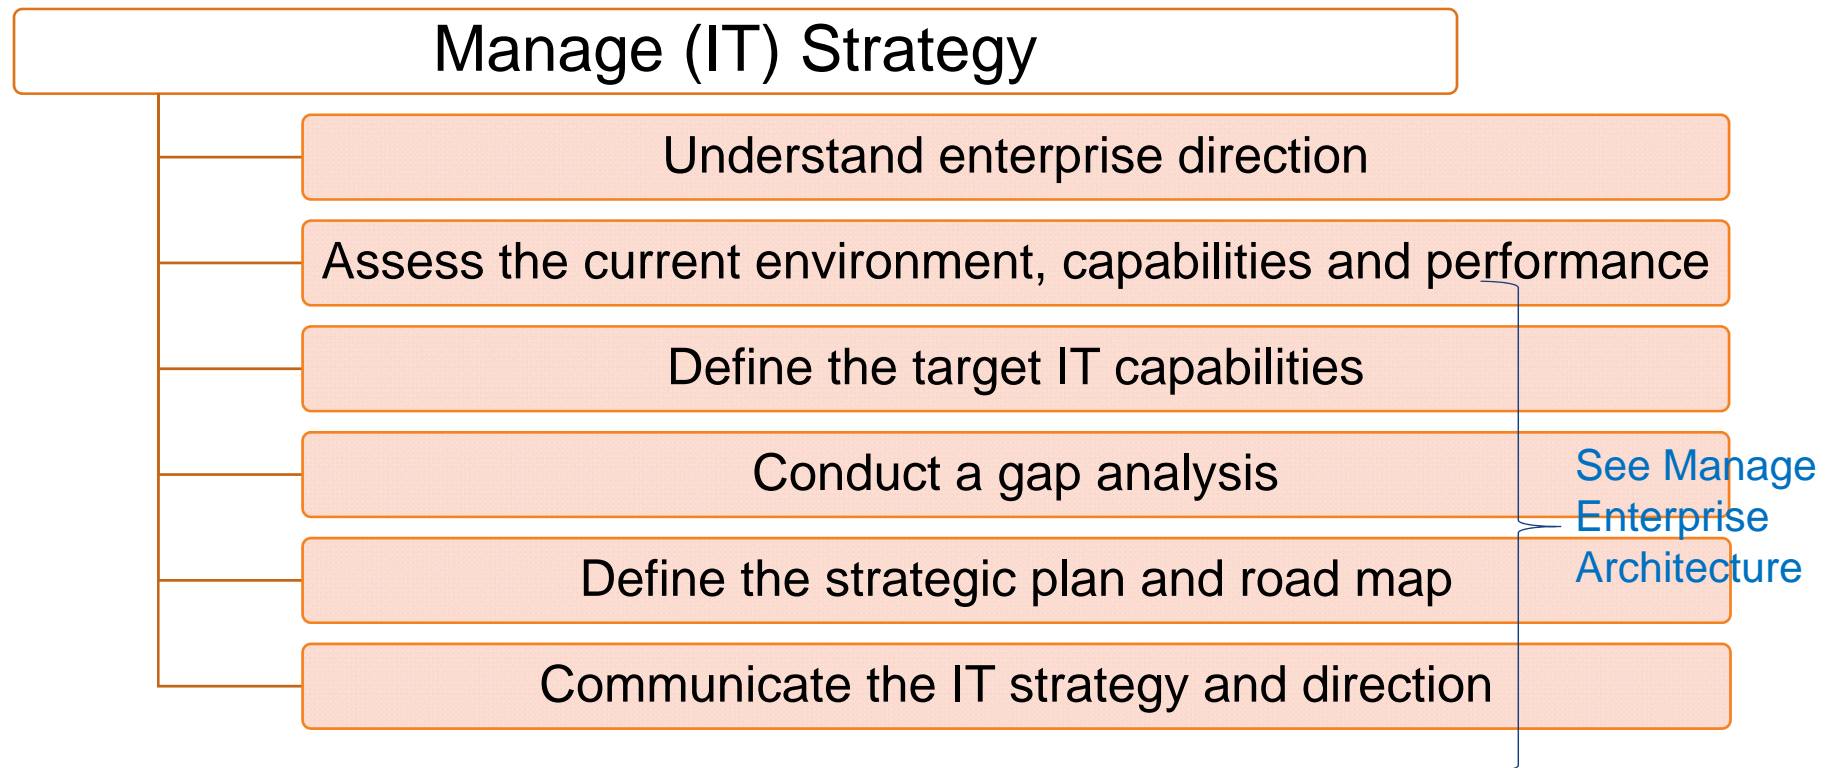 Manage (IT) Strategy
Understand enterprise direction
Assess the current environment, capabilities and performance
Define the target IT capabilities
Conduct a gap analysis
Define the strategic plan and road map
Communicate the IT strategy and direction
See Manage
Enterprise
Architecture